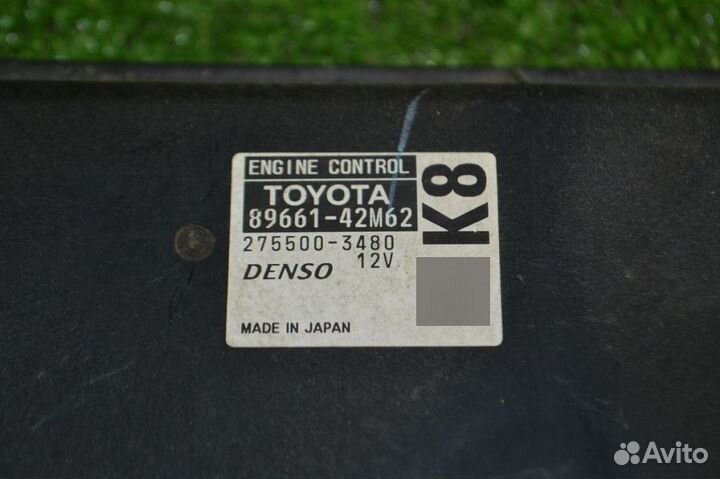 ENGINE CONTROL
TOYOTA
89661-42M62
275500-3480
12V
DENSO
MADE IN JAPAN
K8
Avito